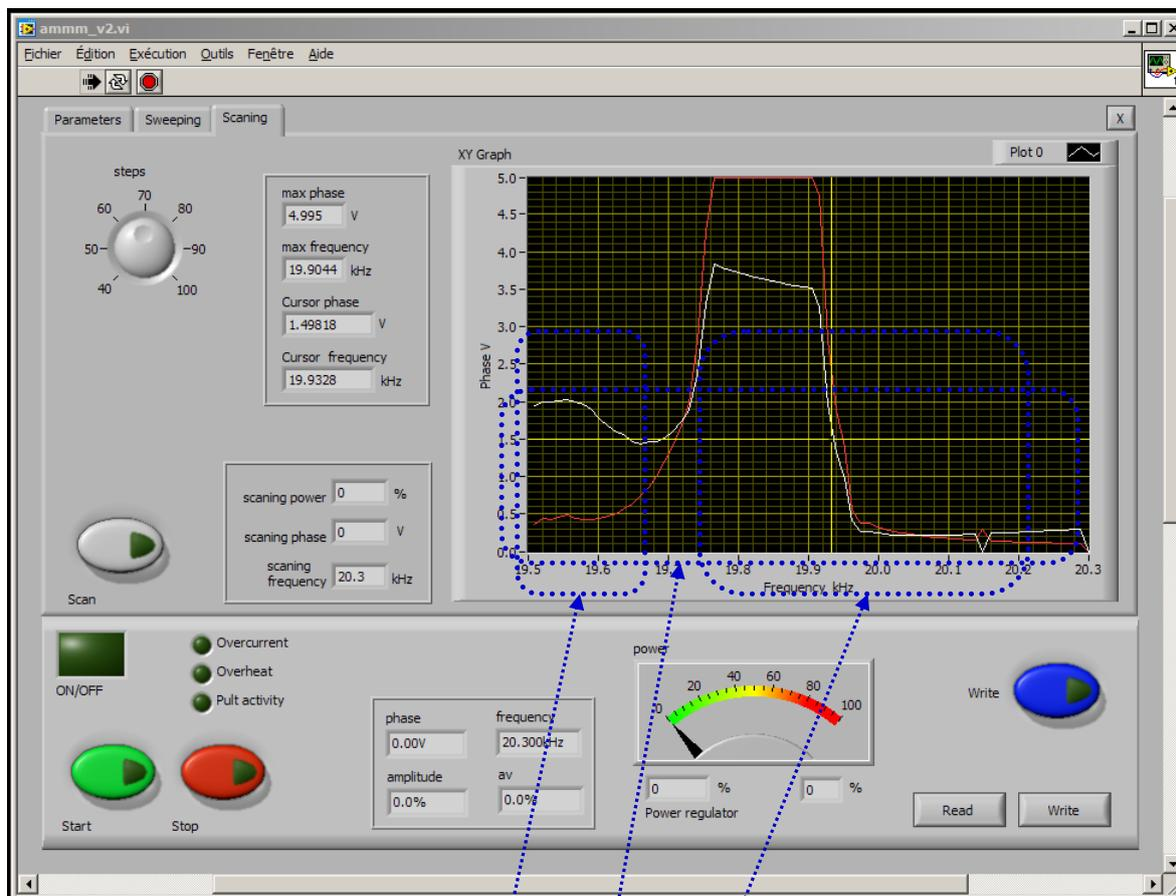 ammm_v2.vi
Fichier Édition Exécution Outils Fenêtre Aide
Parameters Sweeping Scaning X
steps
70
60 80
50 90
40 100
max phase
4.995 V
max frequency
19.9044 kHz
Cursor phase
1.49818 V
Cursor frequency
19.9328 kHz
XY Graph
Plot 0
Phase V
5.0
4.5
4.0
3.5
3.0
2.5
2.0
1.5
1.0
0.5
0.0
19.5 19.6 19.7 19.8 19.9 20.0 20.1 20.2 20.3
Frequency kHz
scaning power 0 %
scaning phase 0 V
scaning
frequency 20.3 kHz
Scan
ON/OFF
Overcurrent
Overheat
Pult activity
Start Stop
phase frequency
0.00V 20.300kHz
amplitude av
0.0% 0.0%
power
0 20 40 60 80 100
0 % 0 %
Power regulator
Write
Read Write